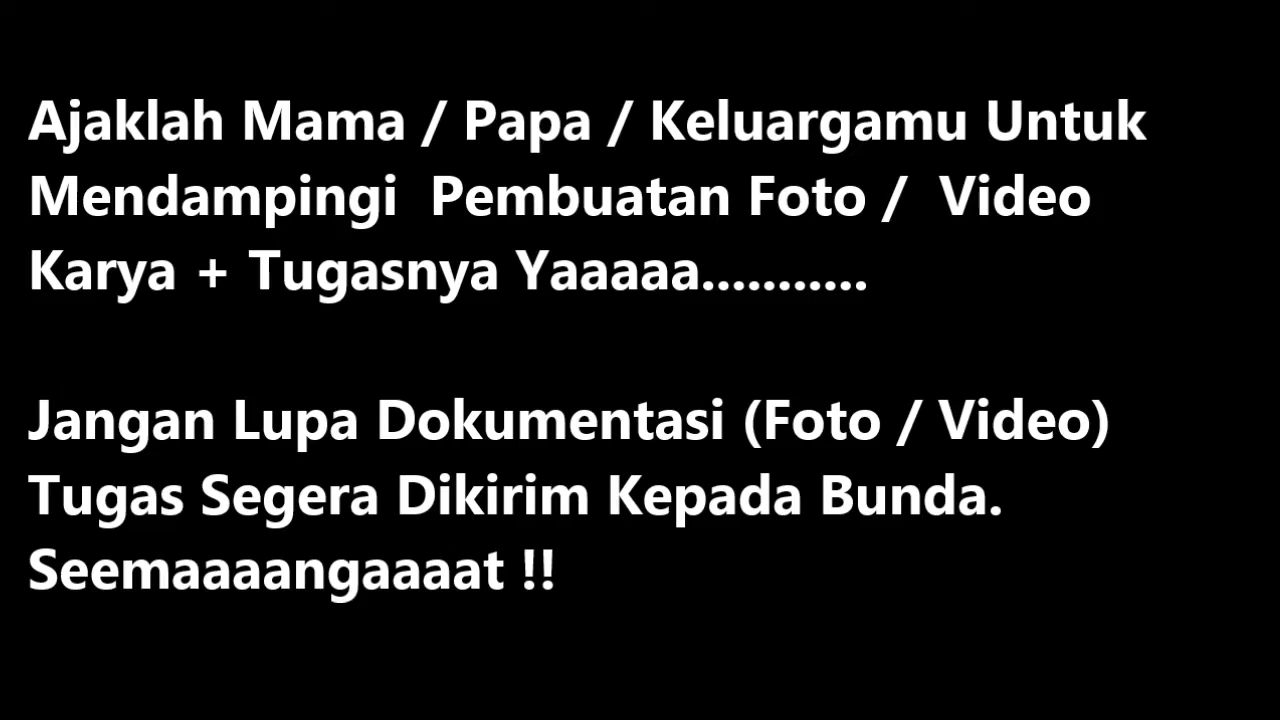 Ajaklah Mama / Papa / Keluargamu Untuk
Mendampingi  Pembuatan Foto /  Video
Karya + Tugasnya Yaaaaa...........
Jangan Lupa Dokumentasi (Foto / Video)
Tugas Segera Dikirim Kepada Bunda.
Seemaaaangaaaat !!